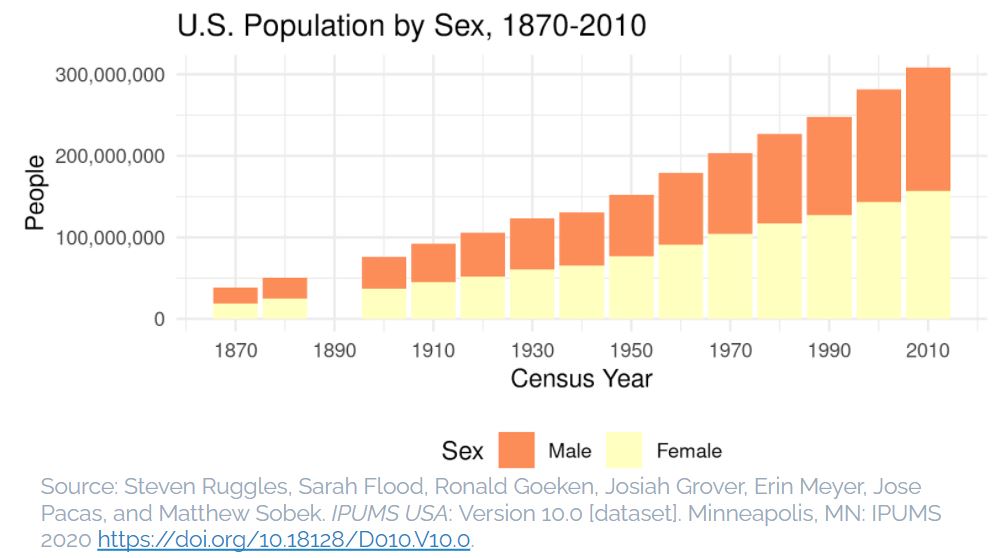 U.S. Population by Sex, 1870-2010
300,000,000
200,000,000
100,000,000
0
People
1870 1890 1910 1930 1950 1970 1990 2010
Census Year
Sex Male Female
Source: Steven Ruggles, Sarah Flood, Ronald Goeken, Josiah Grover, Erin Meyer, Jose
Pacas, and Matthew Sobek. IPUMS USA: Version 10.0 [dataset]. Minneapolis, MN: IPUMS
2020 https://doi.org/10.18128/D010.V10.0.